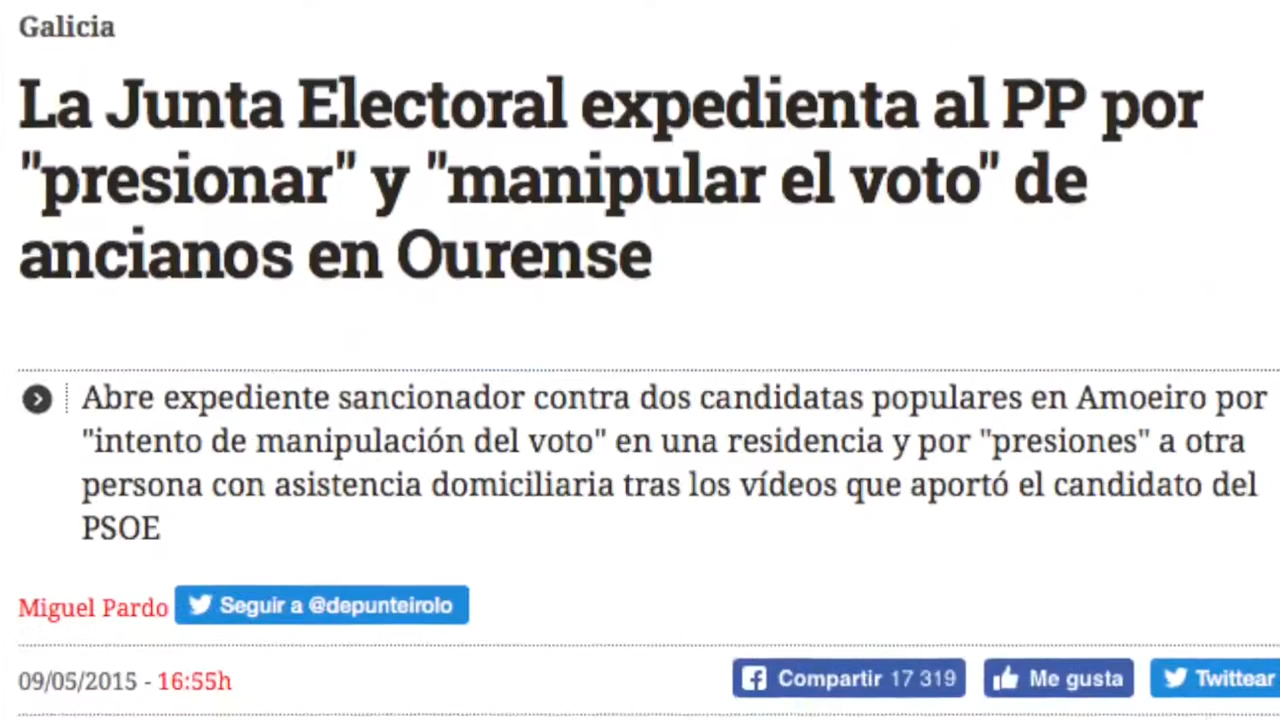 Galicia
La Junta Electoral expedienta al PP por
"presionar" y "manipular el voto" de
ancianos en Ourense
Abre expediente sancionador contra dos candidatas populares en Amoeiro por
"intento de manipulación del voto" en una residencia y por "presiones" a otra
persona con asistencia domiciliaria tras los vídeos que aportó el candidato del
PSOE
Miguel Pardo Seguir a @depunteirolo
09/05/2015 - 16:55h Compartir 17 319 Me gusta Twittear